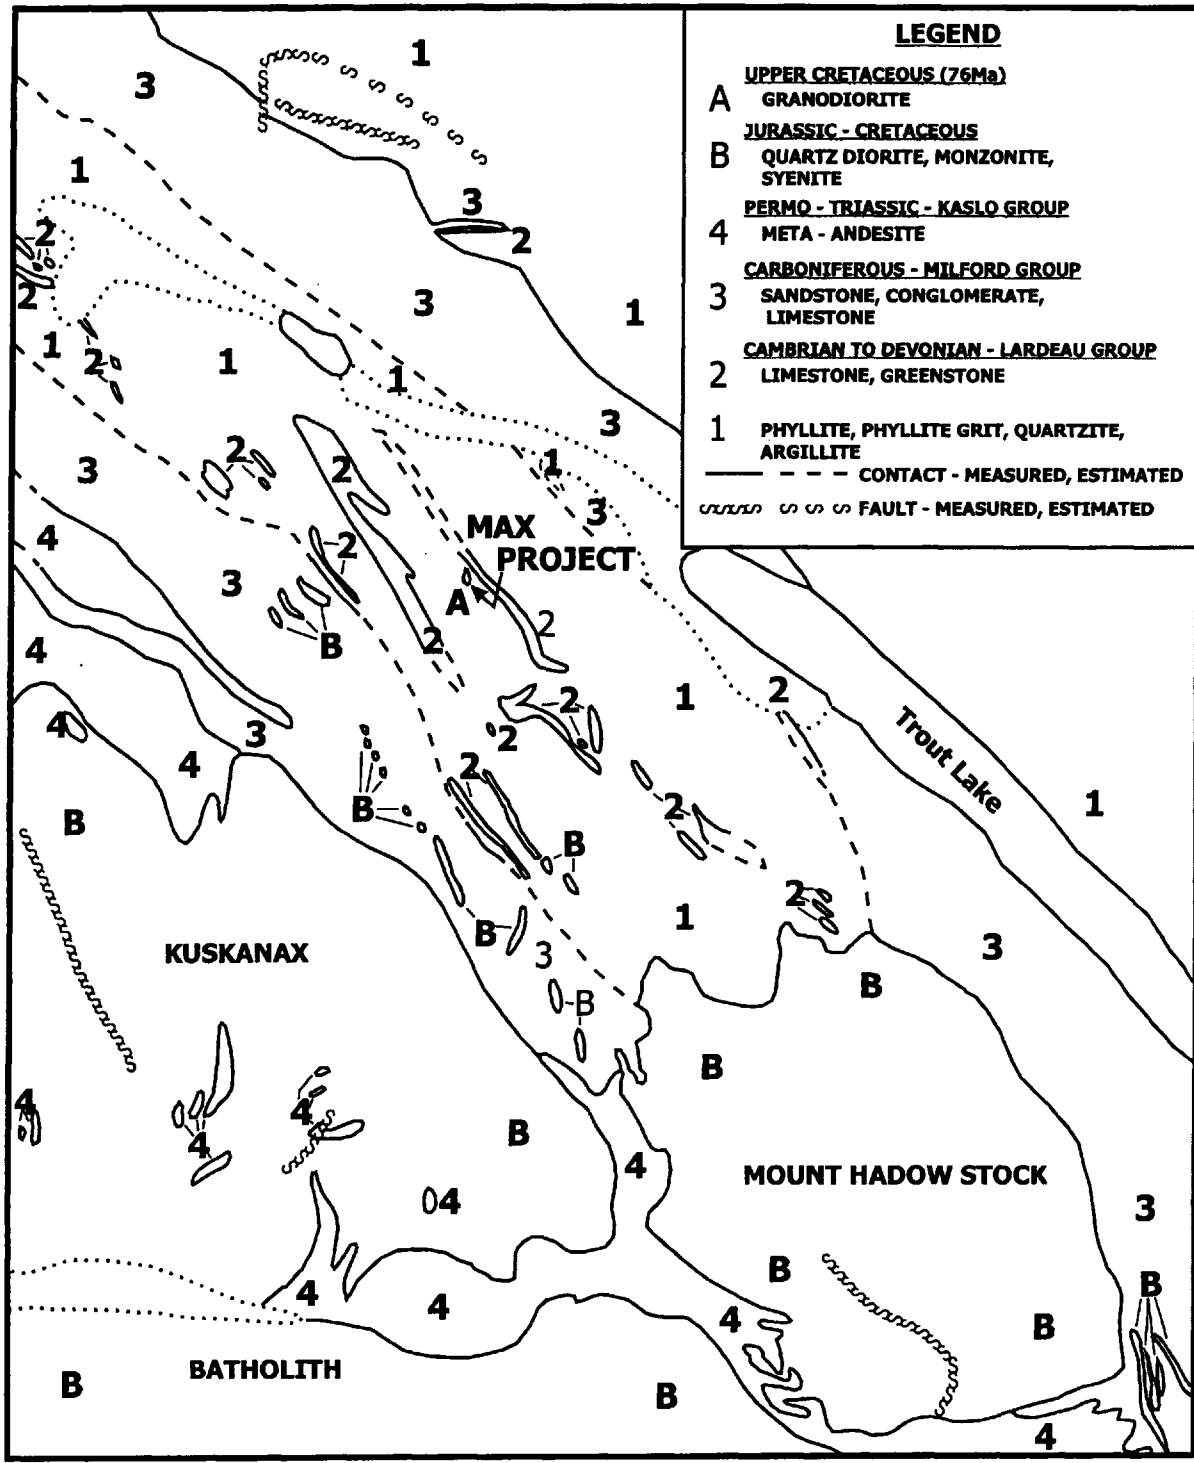 LEGEND
UPPER CRETACEOUS (76Ma)
A GRANODIORITE
JURASSIC - CRETACEOUS
B QUARTZ DIORITE, MONZONITE,
SYENITE
PERMO - TRIASSIC - KASLO GROUP
4 META - ANDESITE
CARBONIFEROUS - MILFORD GROUP
3 SANDSTONE, CONGLOMERATE,
LIMESTONE
CAMBRIAN TO DEVONIAN - LARDEAU GROUP
2 LIMESTONE, GREENSTONE
1 PHYLLITE, PHYLLITE GRIT, QUARTZITE,
ARGILLITE
CONTACT - MEASURED, ESTIMATED
FAULT - MEASURED, ESTIMATED
1
3
1
3
2
2
2
3
1
1
2
1
1
3
2
2
1
3
3
MAX
4
2
PROJECT
3
A
2
B
2
4
1
2
2
4
3
2
Trout Lake
4
2
B
B
2
1
B
2
B
1
3
KUSKANAX
3
B
B
B
4
4
B
4
4
MOUNT HADOW STOCK
4
3
B
B
4
4
4
B
BATHOLITH
B
B
4